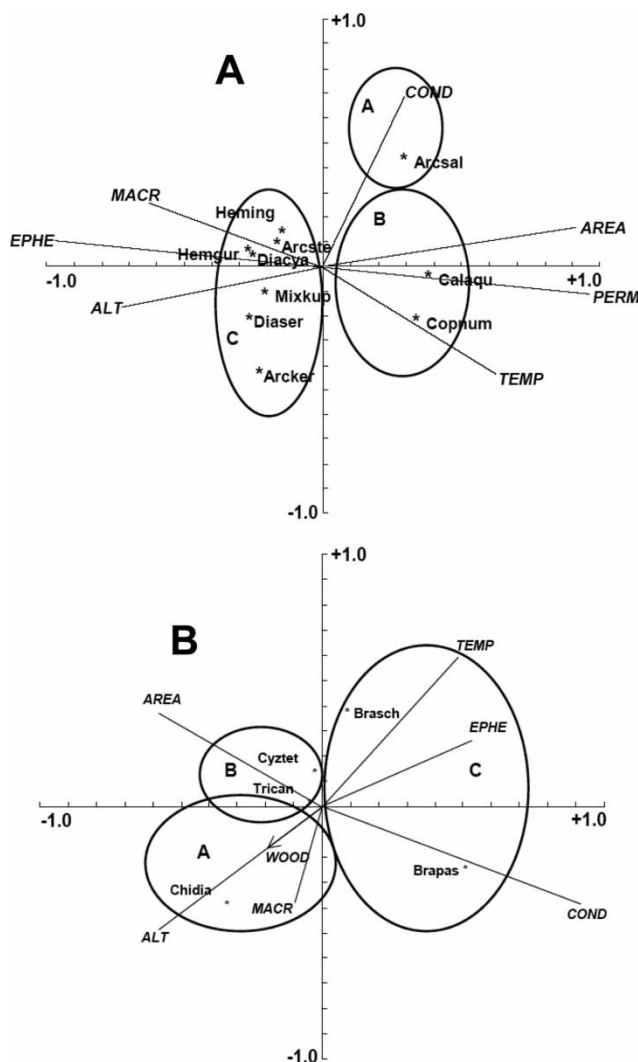 +1.0
A
A
COND
Arcsal
MACR
Heming
B
AREA
EPHE
Hemgur
Arcste
Diacya
-1.0
Calaqu
+1.0
ALT
Mixkup
PERM
Diaser
Copnum
C
Arcker
TEMP
-1.0
+1.0
B
TEMP
AREA
Brasch
EPHE
Cyztet
B
C
Trican
-1.0
+1.0
A
WOOD
Chidia
Brapas
MACR
COND
ALT
-1.0